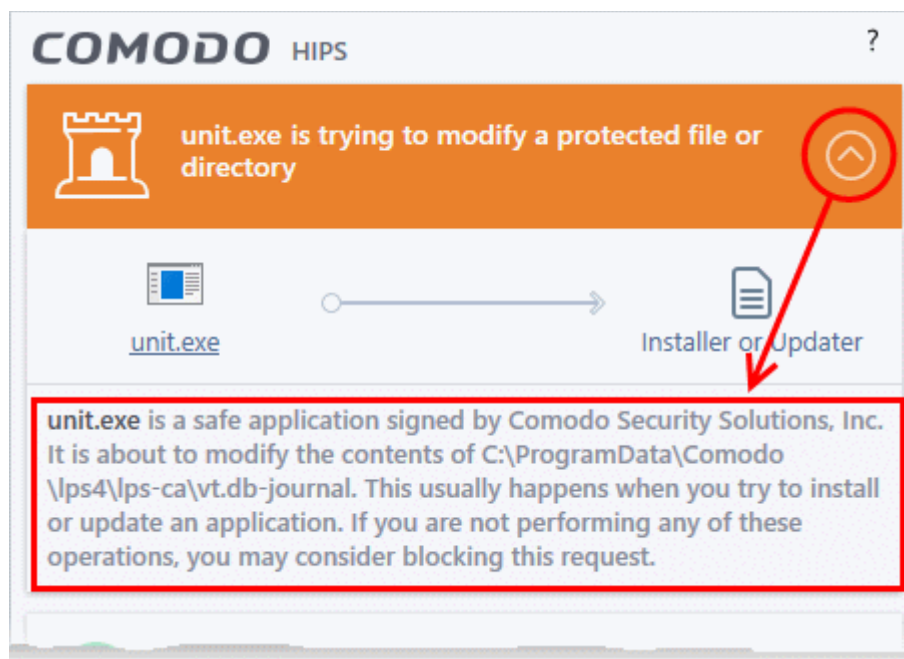 COMODO HIPS ?
unit.exe is trying to modify a protected file or
directory
unit.exe
Installer or Updater
unit.exe is a safe application signed by Comodo Security Solutions, Inc.
It is about to modify the contents of C:\ProgramData\Comodo
\lps4\lps-ca\vt.db-journal. This usually happens when you try to install
or update an application. If you are not performing any of these
operations, you may consider blocking this request.